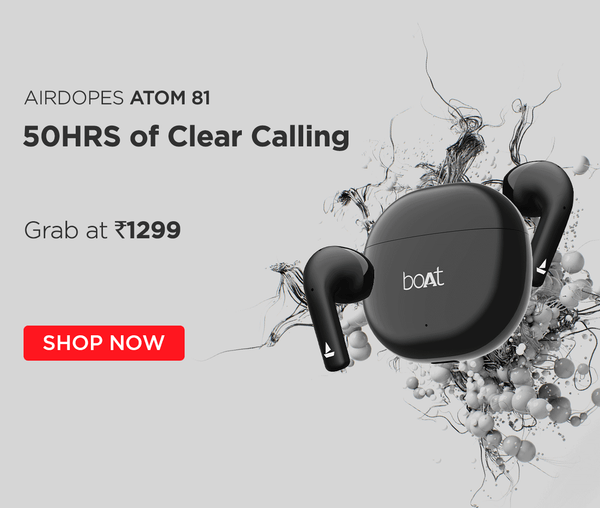 AIRDOPES ATOM 81
50HRS of Clear Calling
Grab at ₹1299
SHOP NOW
boAt